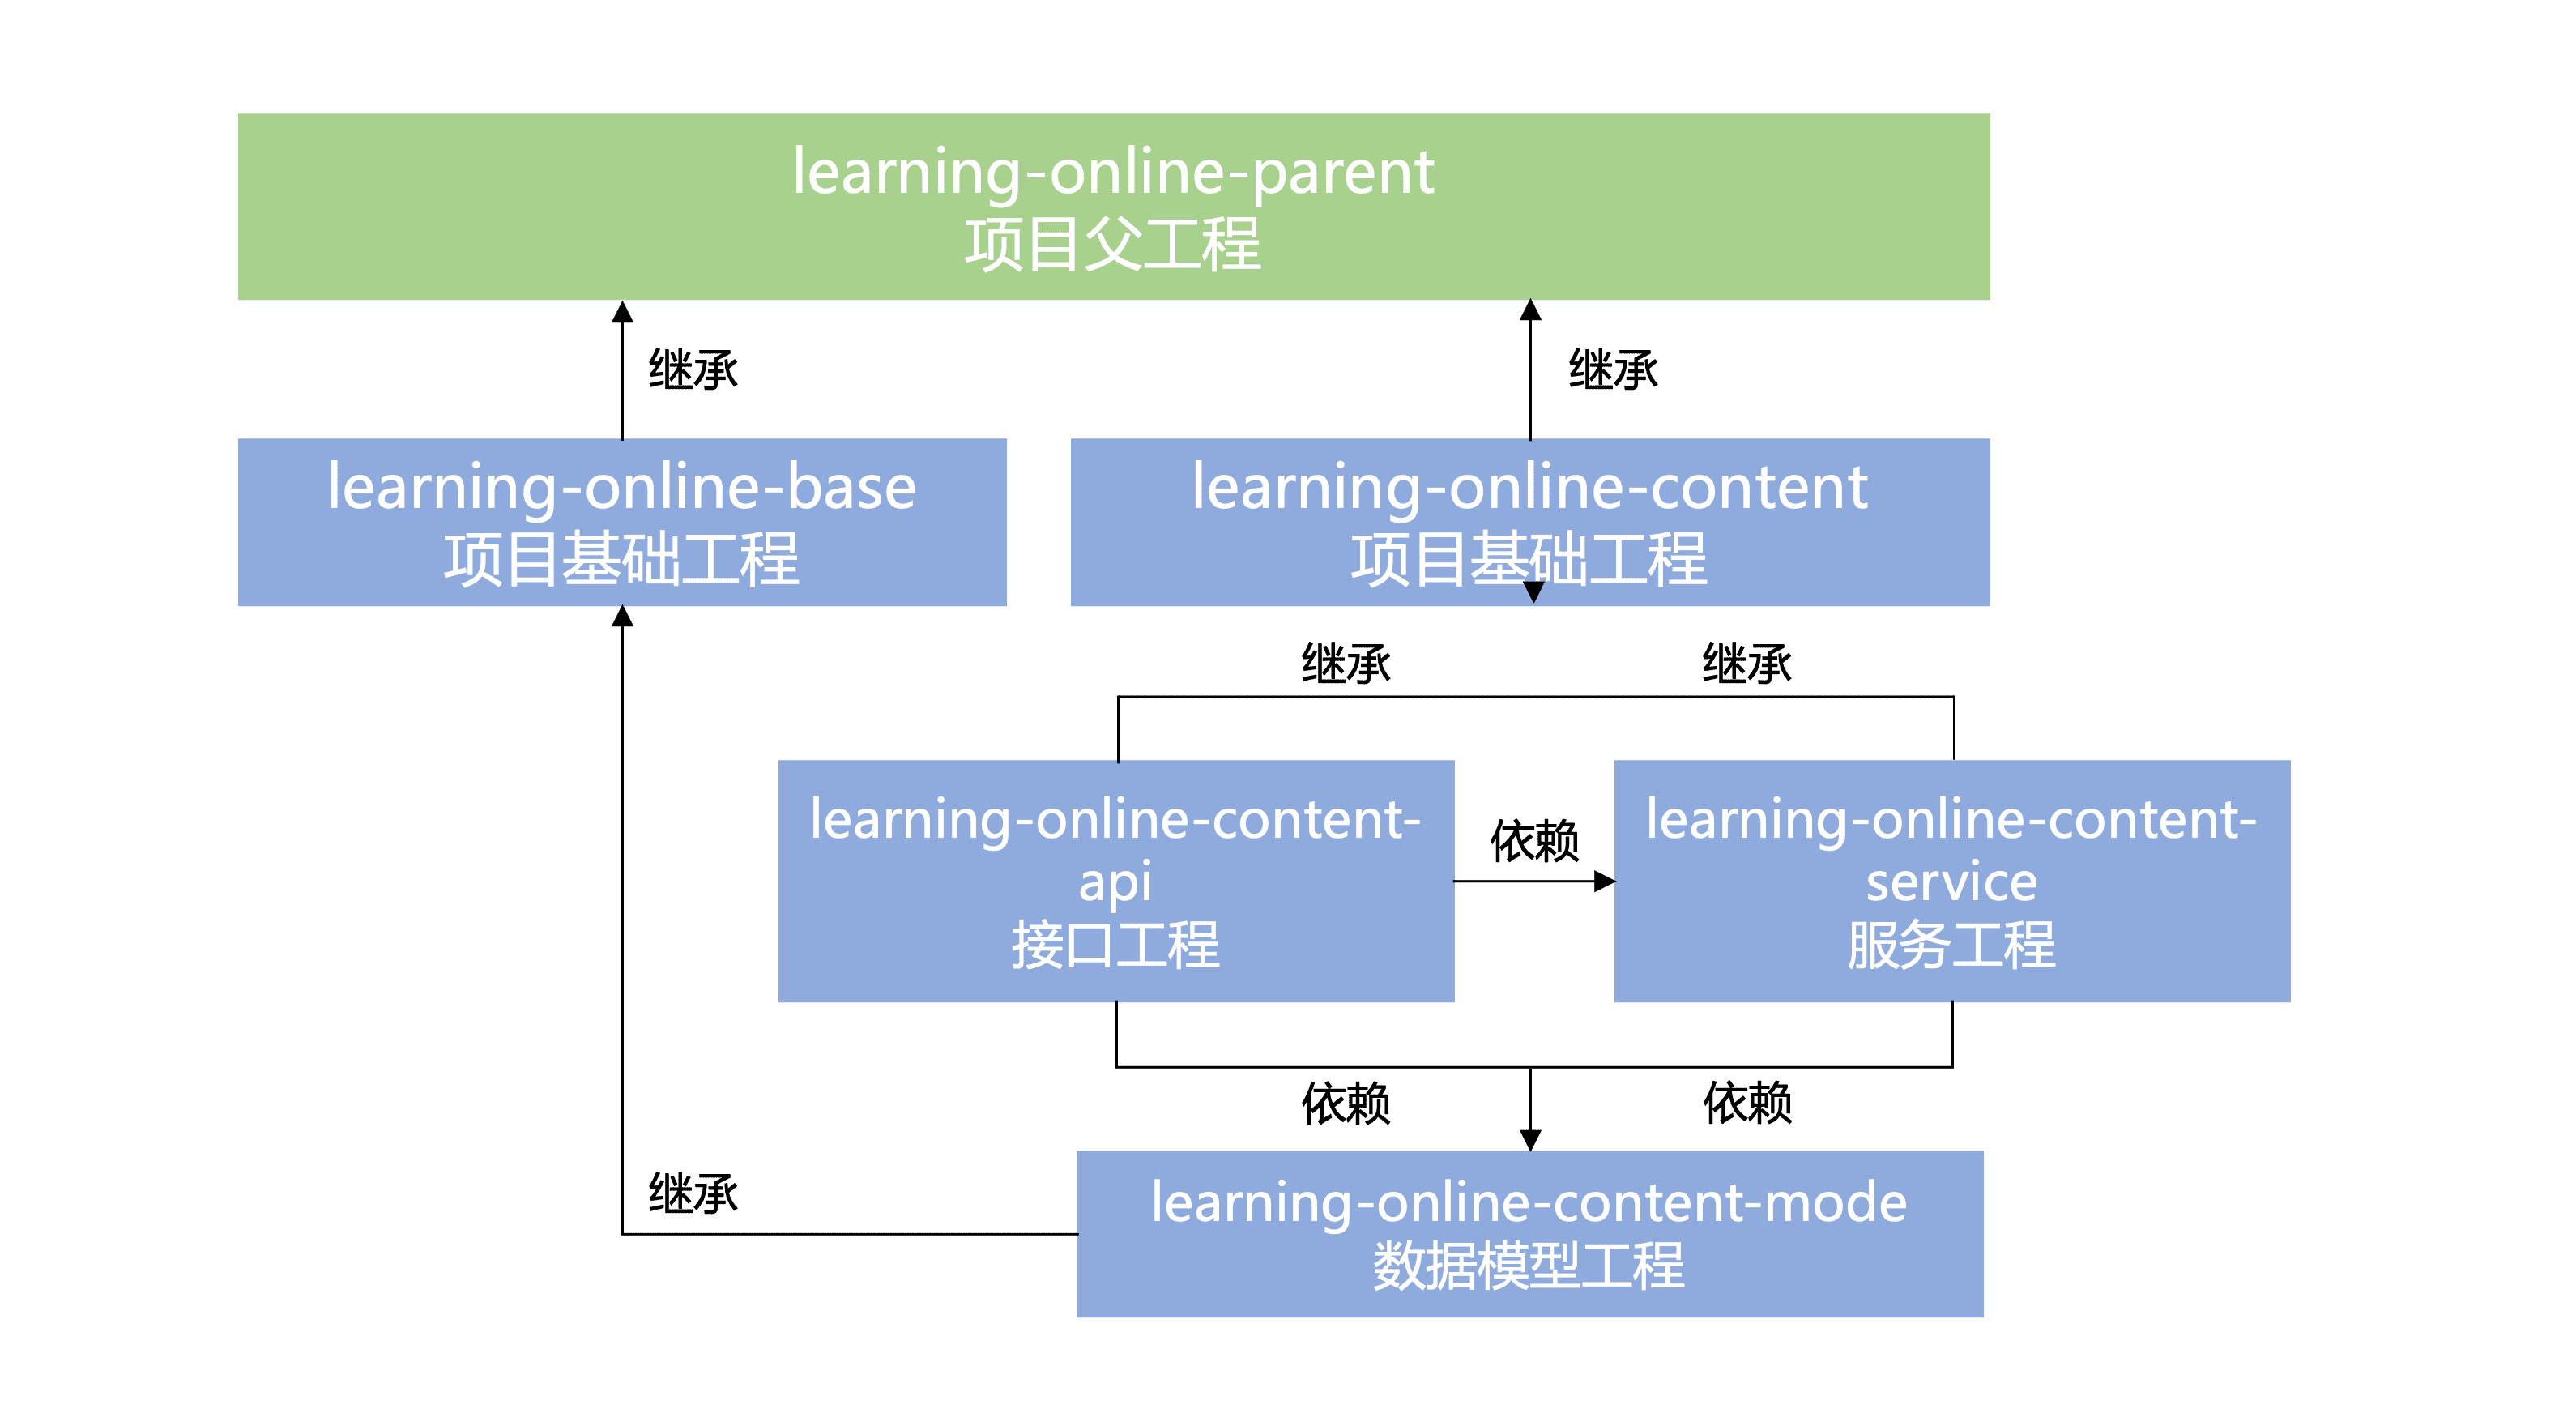 learning-online-parent
项目父工程
继承
继承
learning-online-base
项目基础工程
learning-online-content
项目基础工程
继承
继承
learning-online-content-
api
接口工程
依赖
learning-online-content-
service
服务工程
依赖
依赖
继承
learning-online-content-mode
数据模型工程